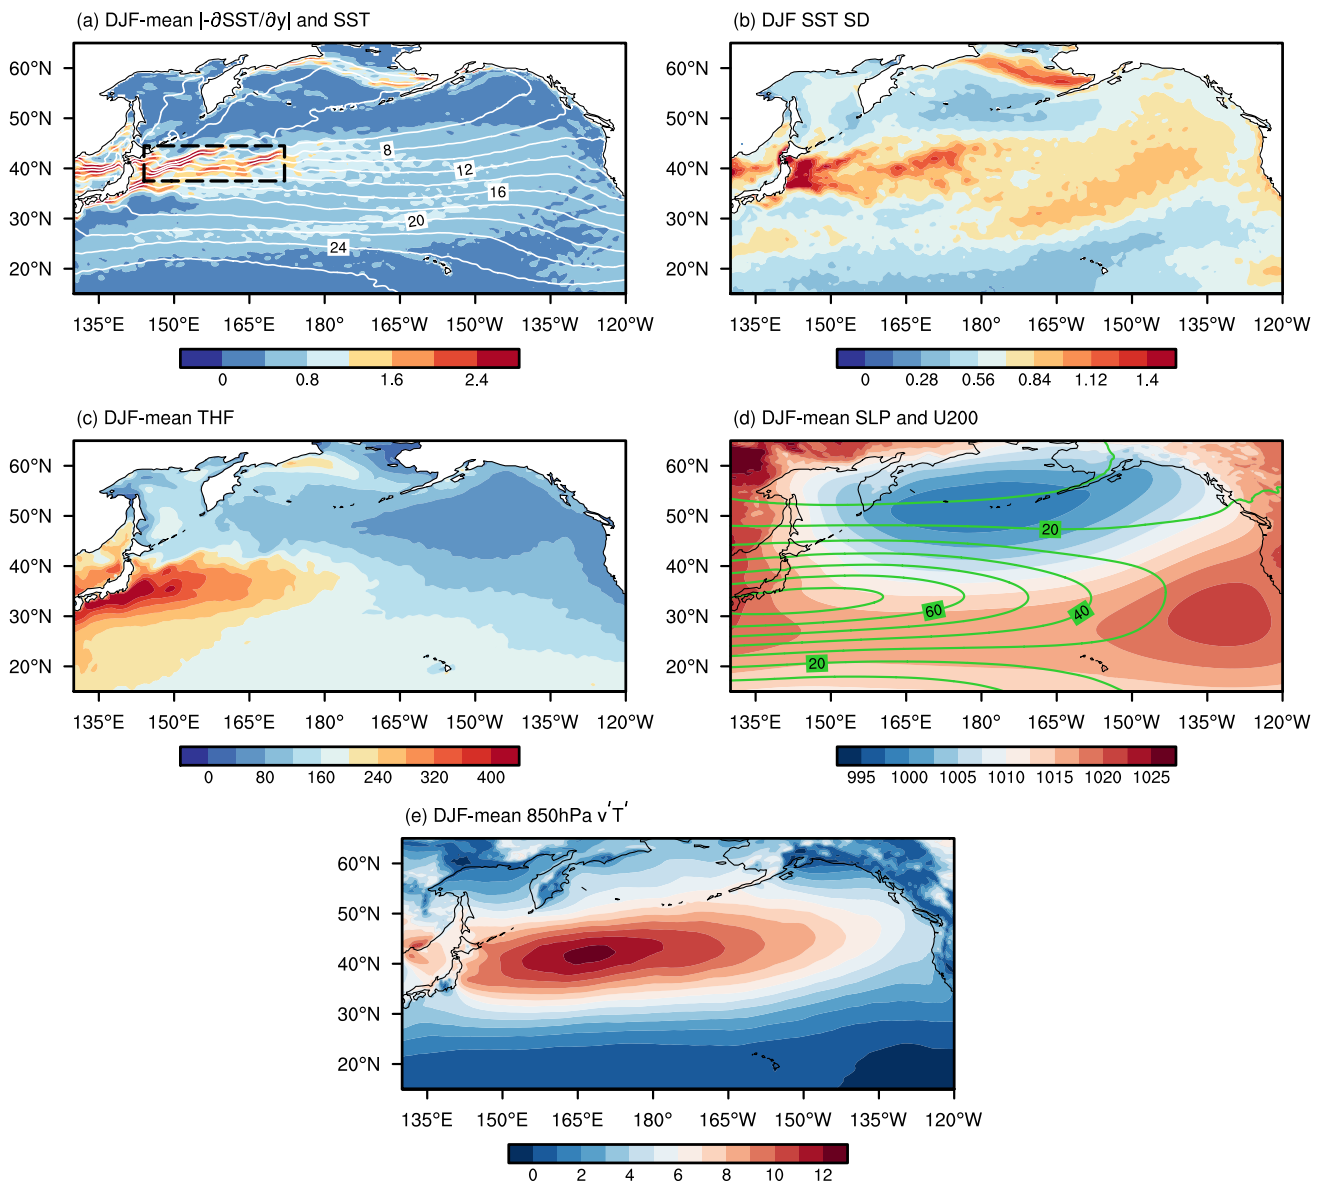 (a) DJF-mean |-∂SST/∂y| and SST
60°N
50°N
40°N
30°N
20°N
8
12
16
20
24
135°E 150°E 165°E 180° 165°W 150°W 135°W 120°W
0 0.8 1.6 2.4
(b) DJF SST SD
60°N
50°N
40°N
30°N
20°N
135°E 150°E 165°E 180° 165°W 150°W 135°W 120°W
0 0.28 0.56 0.84 1.12 1.4
(c) DJF-mean THF
60°N
50°N
40°N
30°N
20°N
135°E 150°E 165°E 180° 165°W 150°W 135°W 120°W
0 80 160 240 320 400
(d) DJF-mean SLP and U200
60°N
50°N
40°N
30°N
20°N
20
60
40
20
135°E 150°E 165°E 180° 165°W 150°W 135°W 120°W
995 1000 1005 1010 1015 1020 1025
(e) DJF-mean 850hPa v'T'
60°N
50°N
40°N
30°N
20°N
135°E 150°E 165°E 180° 165°W 150°W 135°W 120°W
0 2 4 6 8 10 12